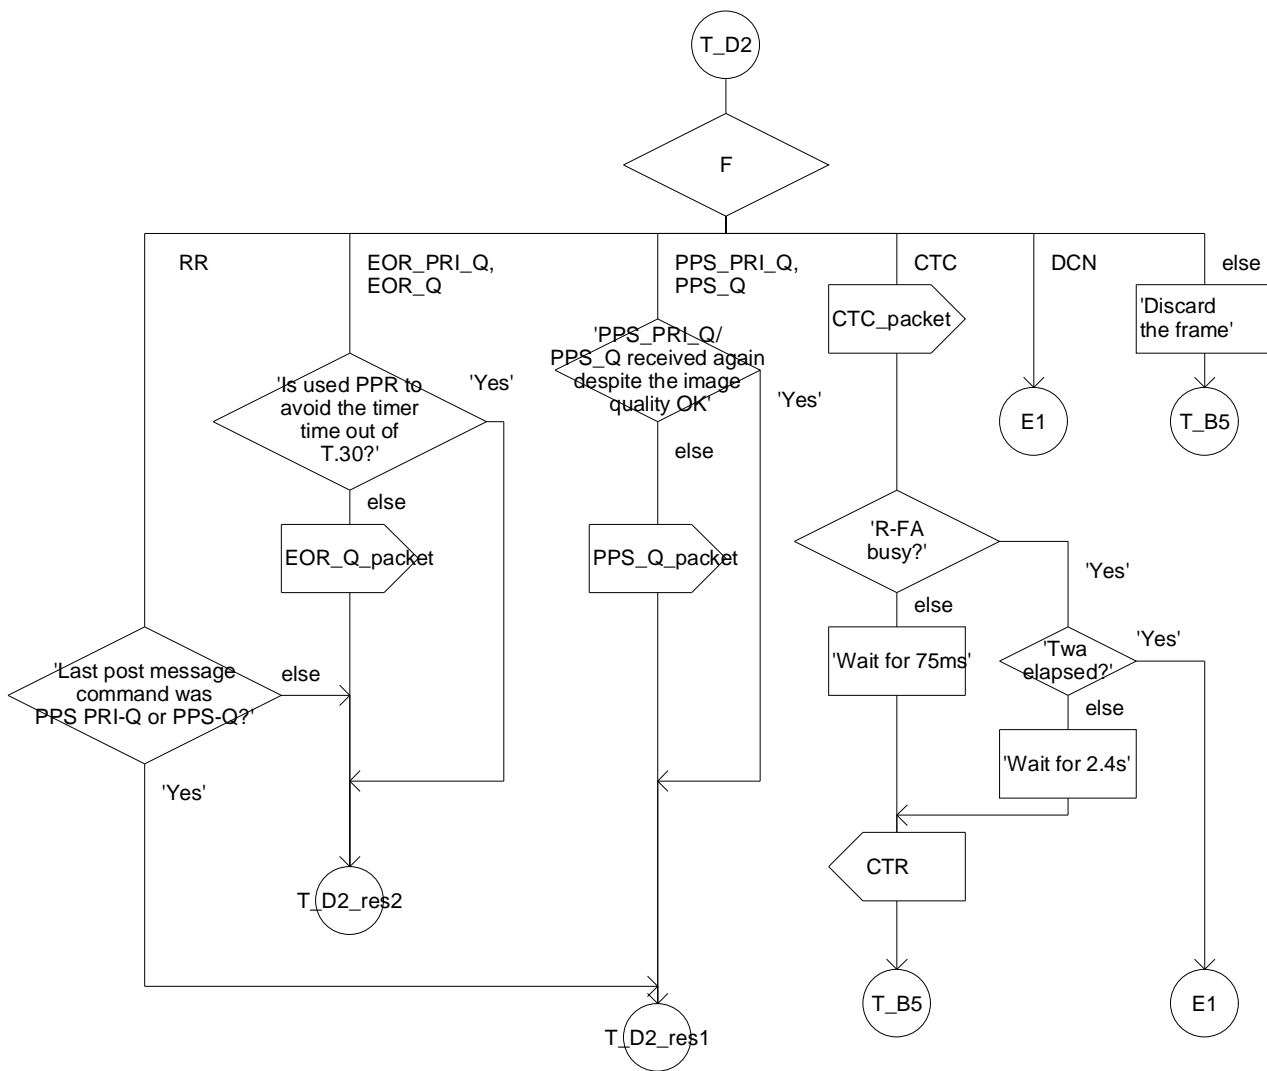 T_D2
F
RR
EOR_PRI_Q,
EOR_Q
PPS_PRI_Q,
PPS_Q
CTC
DCN
else
'PPS_PRI_Q/
PPS_Q received again
despite the image
quality OK'
'Yes'
else
CTC_packet
'Discard
the frame'
'Is used PPR to
avoid the timer
time out of
T.30?'
'Yes'
else
E1
T_B5
EOR_Q_packet
PPS_Q_packet
'R-FA
busy?'
'Yes'
else
'Last post message
command was
PPS PRI-Q or PPS-Q?'
else
'Yes'
'Wait for 75ms'
'Twa
elapsed?'
'Yes'
else
'Wait for 2.4s'
CTR
T_D2_res2
T_B5
E1
T_D2_res1